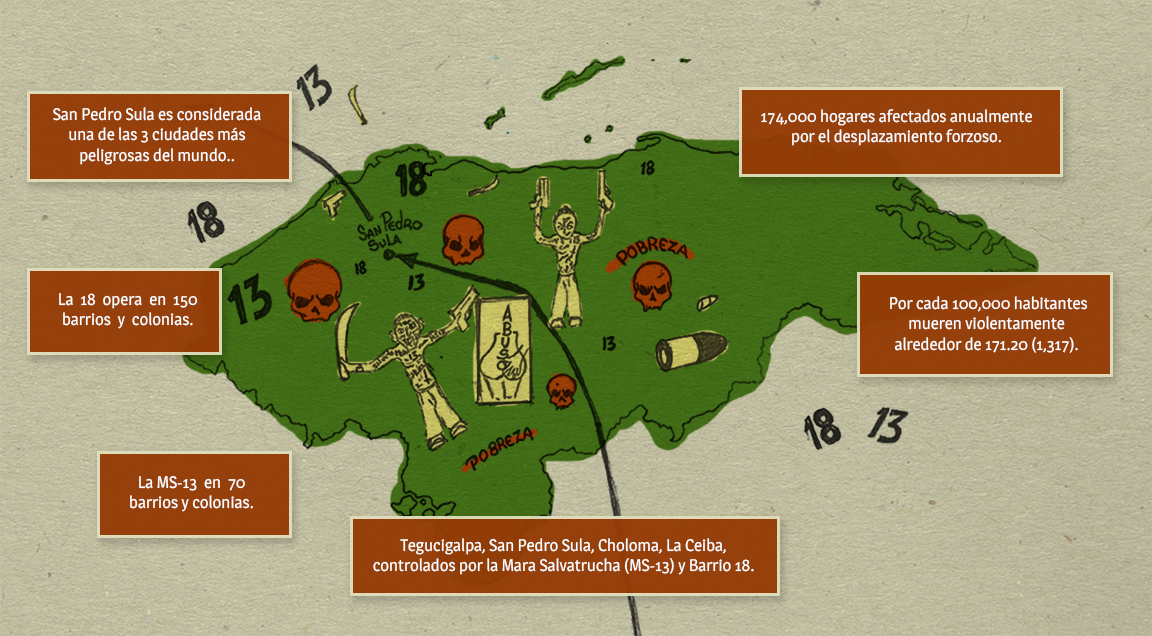 13
San Pedro Sula es considerada
una de las 3 ciudades más
peligrosas del mundo..
174,000 hogares afectados anualmente
por el desplazamiento forzoso.
18
18
18
SAN PEDRO
SULA
POBREZA
18
13
13
La 18 opera en 150
barrios y colonias.
Por cada 100,000 habitantes
mueren violentamente
alrededor de 171.20 (1,317).
ABUSO
13
18
13
POBREZA
La MS-13 en 70
barrios y colonias.
Tegucigalpa, San Pedro Sula, Choloma, La Ceiba,
controlados por la Mara Salvatrucha (MS-13) y Barrio 18.